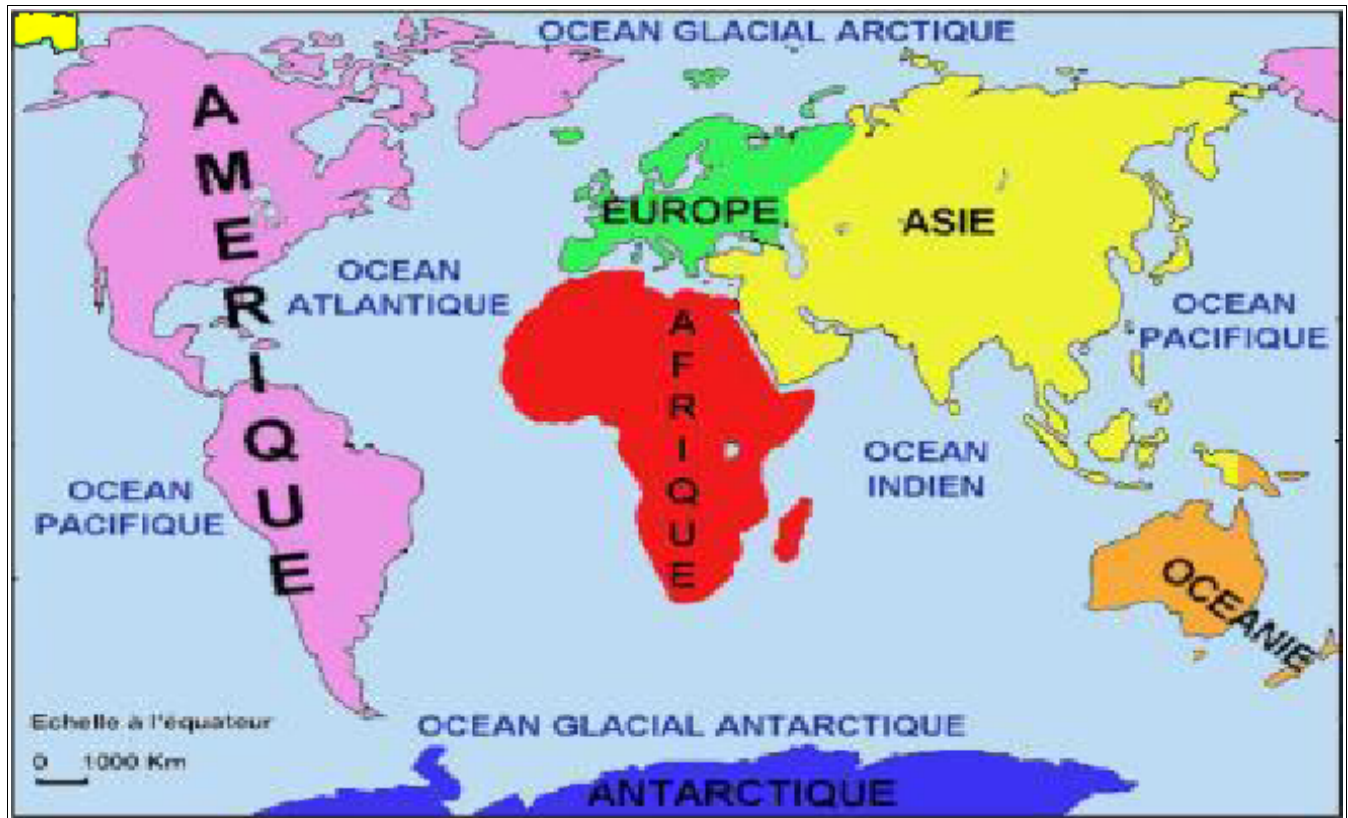 OCEAN GLACIAL ARCTIQUE
AMERIQUE
EUROPE
ASIE
OCEAN
ATLANTIQUE
OCEAN
PACIFIQUE
AFRIQUE
OCEAN
INDIEN
OCEAN
PACIFIQUE
OCEANIE
Echelle à l'équateur
0 1000 Km
OCEAN GLACIAL ANTARCTIQUE
ANTARCTIQUE